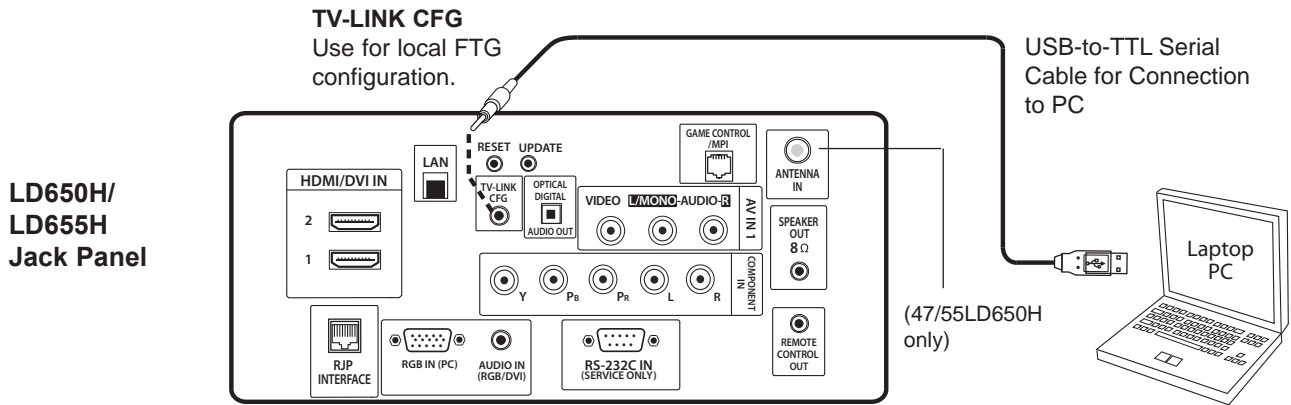 TV-LINK CFG
Use for local FTG
configuration.
USB-to-TTL Serial
Cable for Connection
to PC
LD650H/
LD655H
Jack Panel
HDMI/DVI IN
2
1
LAN
RESET
UPDATE
TV-LINK
CFG
OPTICAL
DIGITAL
AUDIO OUT
GAME CONTROL
/MPI
ANTENNA
IN
VIDEO L/MONO-AUDIO-R
AV IN 1
SPEAKER
OUT
8 Ω
Y
PB
PR
L
R
COMPONENT
IN
RJP
INTERFACE
RGB IN (PC)
AUDIO IN
(RGB/DVI)
RS-232C IN
(SERVICE ONLY)
REMOTE
CONTROL
OUT
(47/55LD650H
only)
Laptop
PC